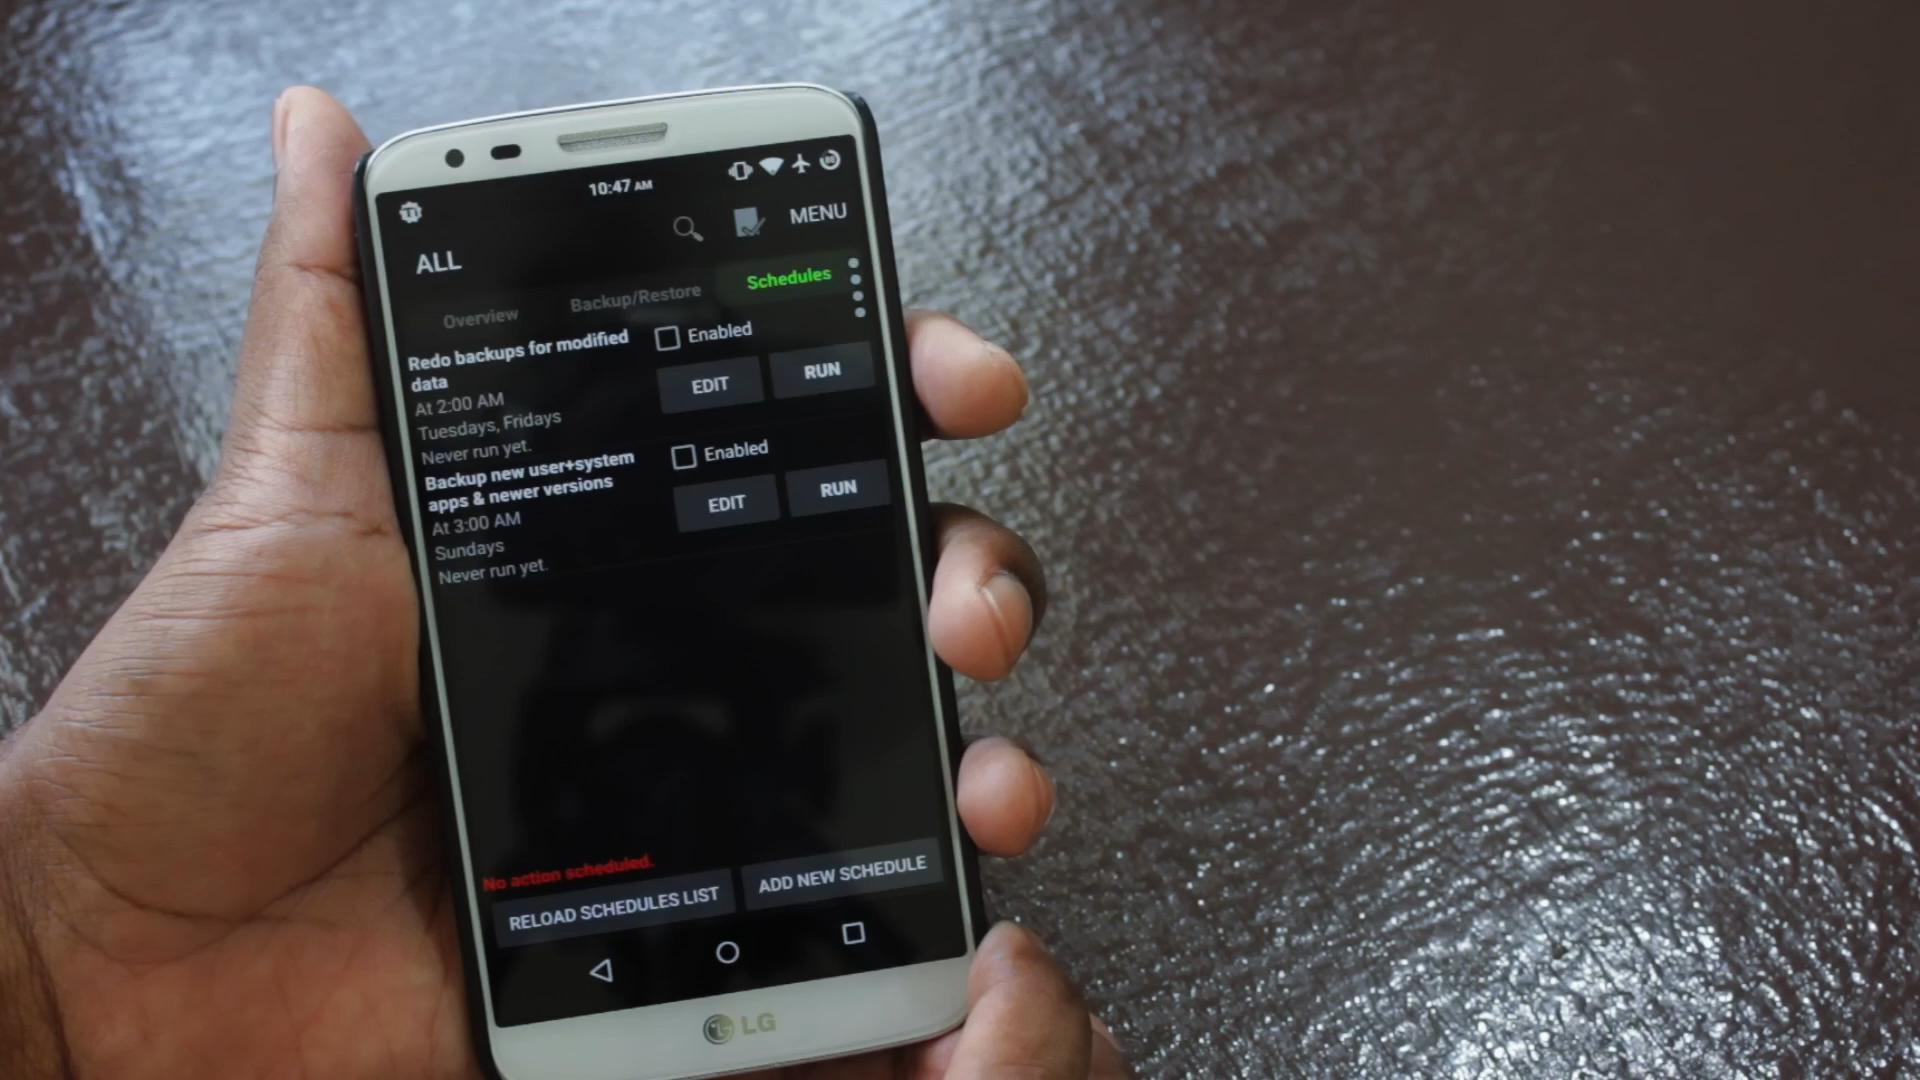 10:47 AM
MENU
ALL
Overview
Backup/Restore
Schedules
Redo backups for modified
data
At 2:00 AM
Tuesdays, Fridays
Never run yet.
Enabled
EDIT
RUN
Backup new user+system
apps & newer versions
At 3:00 AM
Sundays
Never run yet.
Enabled
EDIT
RUN
No action scheduled.
RELOAD SCHEDULES LIST
ADD NEW SCHEDULE
LG